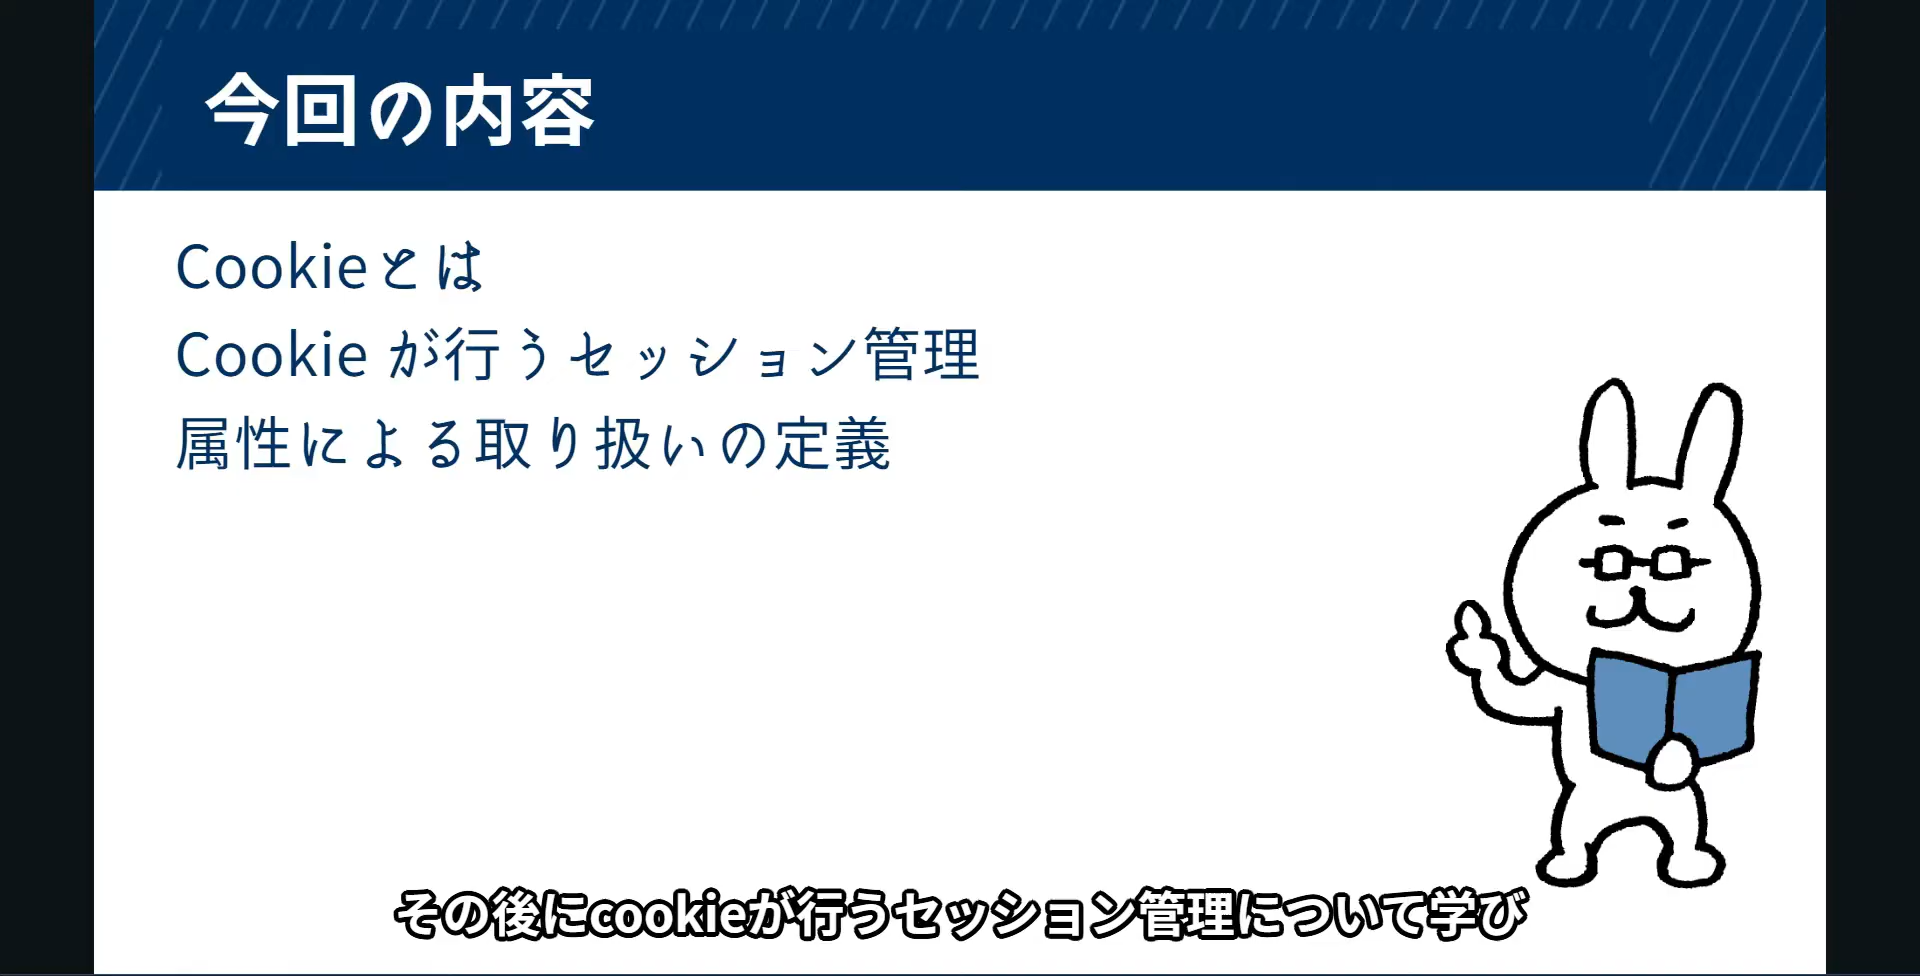 今回の内容
Cookieとは
Cookie が行うセッション管理
属性による取り扱いの定義
その後にcookieが行うセッション管理について学び